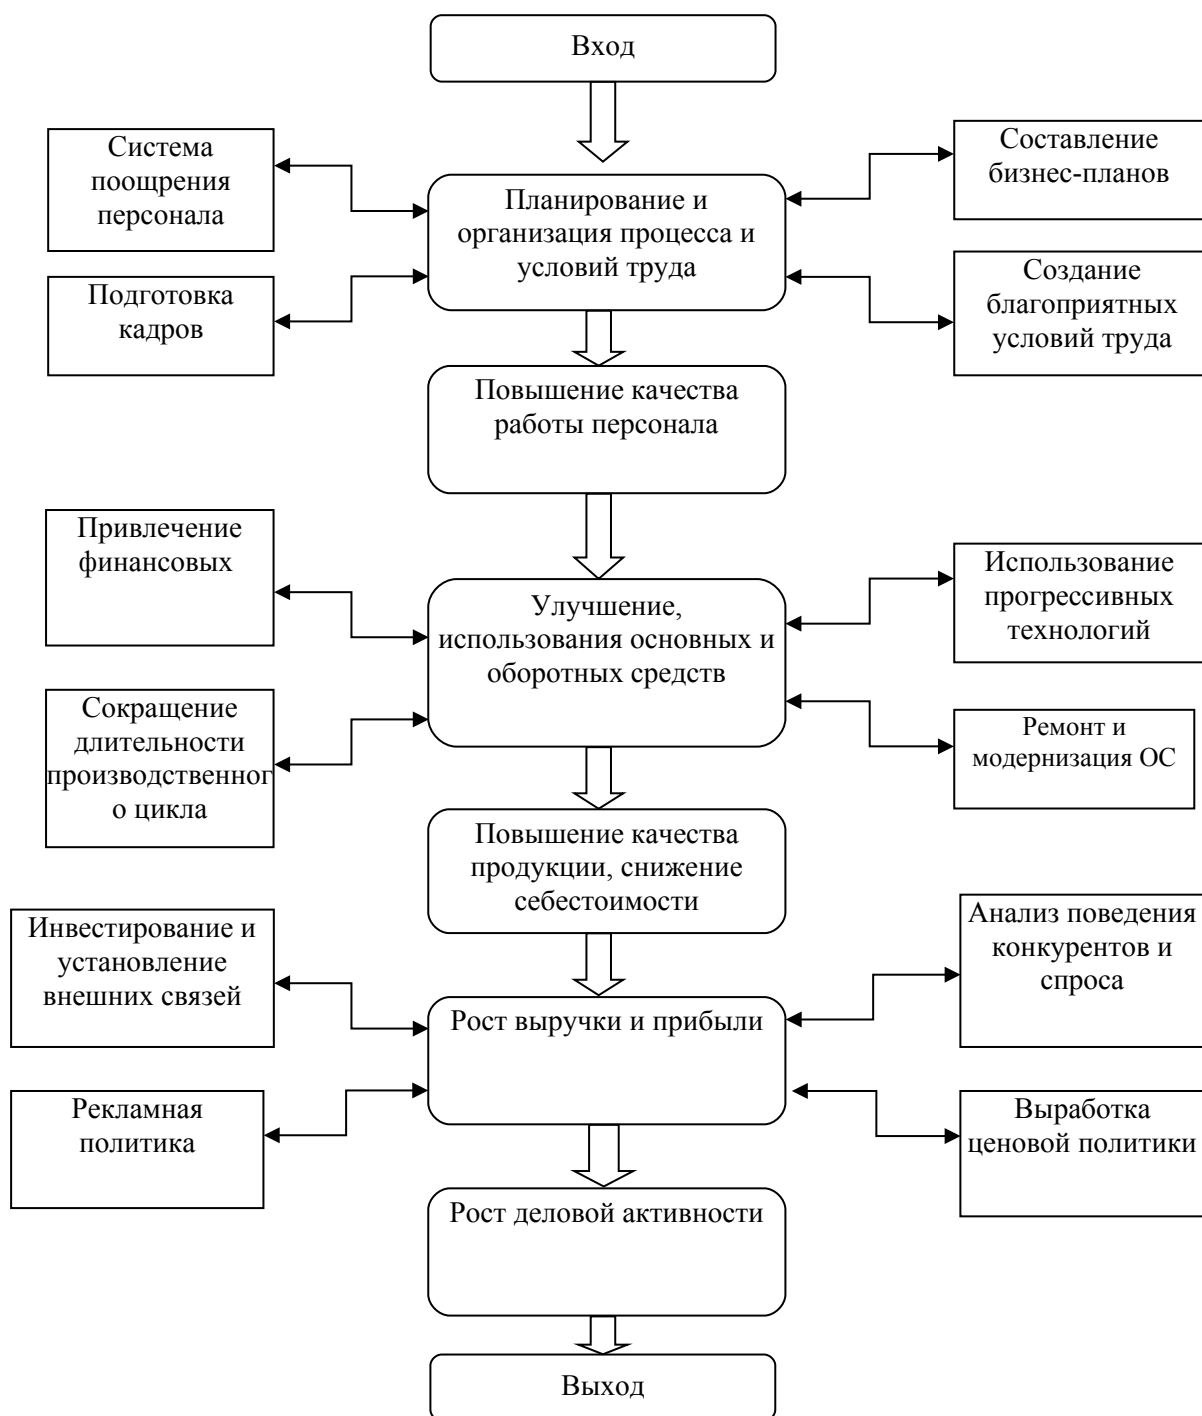 Вход
Система
поощрения
персонала
Составление
бизнес-планов
Планирование и
организация процесса и
условий труда
Подготовка
кадров
Создание
благоприятных
условий труда
Повышение качества
работы персонала
Привлечение
финансовых
Использование
прогрессивных
технологий
Улучшение,
использования основных и
оборотных средств
Сокращение
длительности
производственног
о цикла
Ремонт и
модернизация ОС
Повышение качества
продукции, снижение
себестоимости
Инвестирование и
установление
внешних связей
Анализ поведения
конкурентов и
спроса
Рост выручки и прибыли
Рекламная
политика
Выработка
ценовой политики
Рост деловой активности
Выход